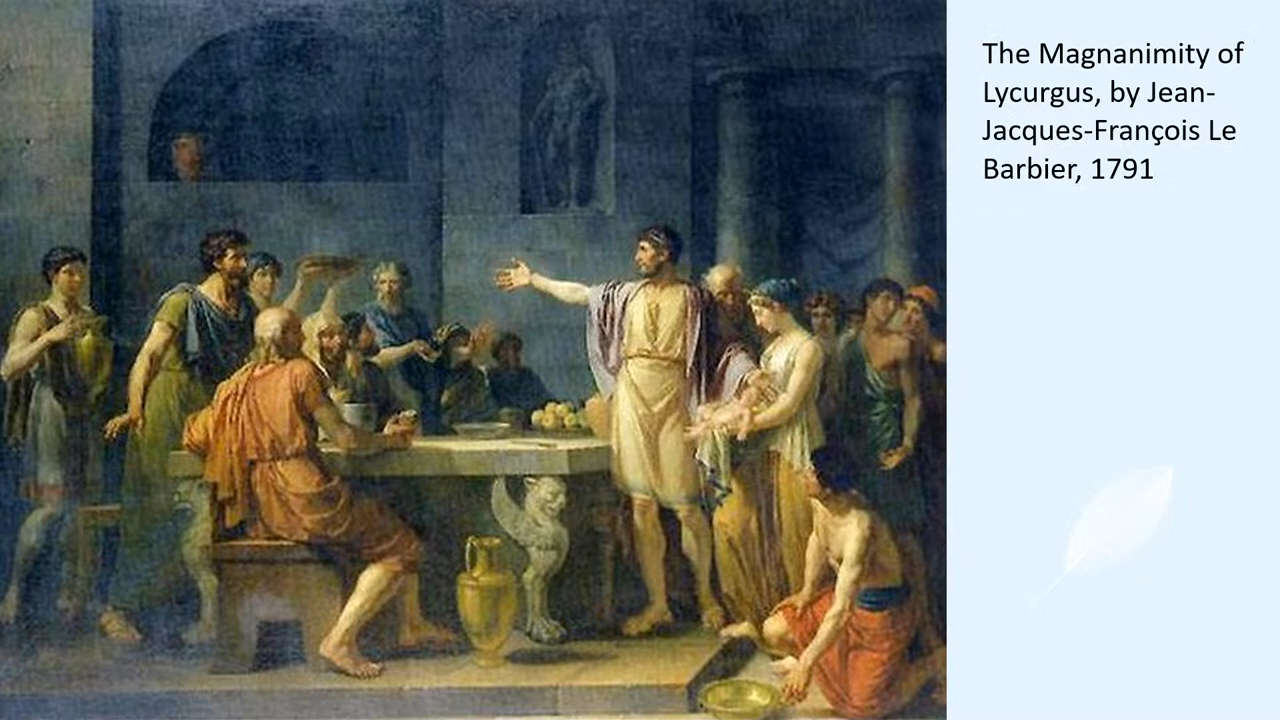 The Magnanimity of
Lycurgus, by Jean-
Jacques-François Le
Barbier, 1791